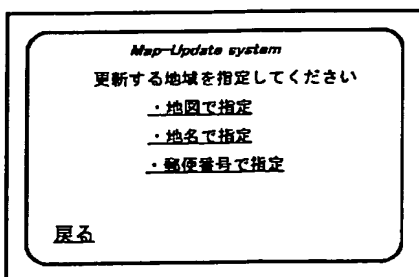 Map-Update system
更新する地域を指定してください
・地図で指定
・地名で指定
・郵便番号で指定
戻る